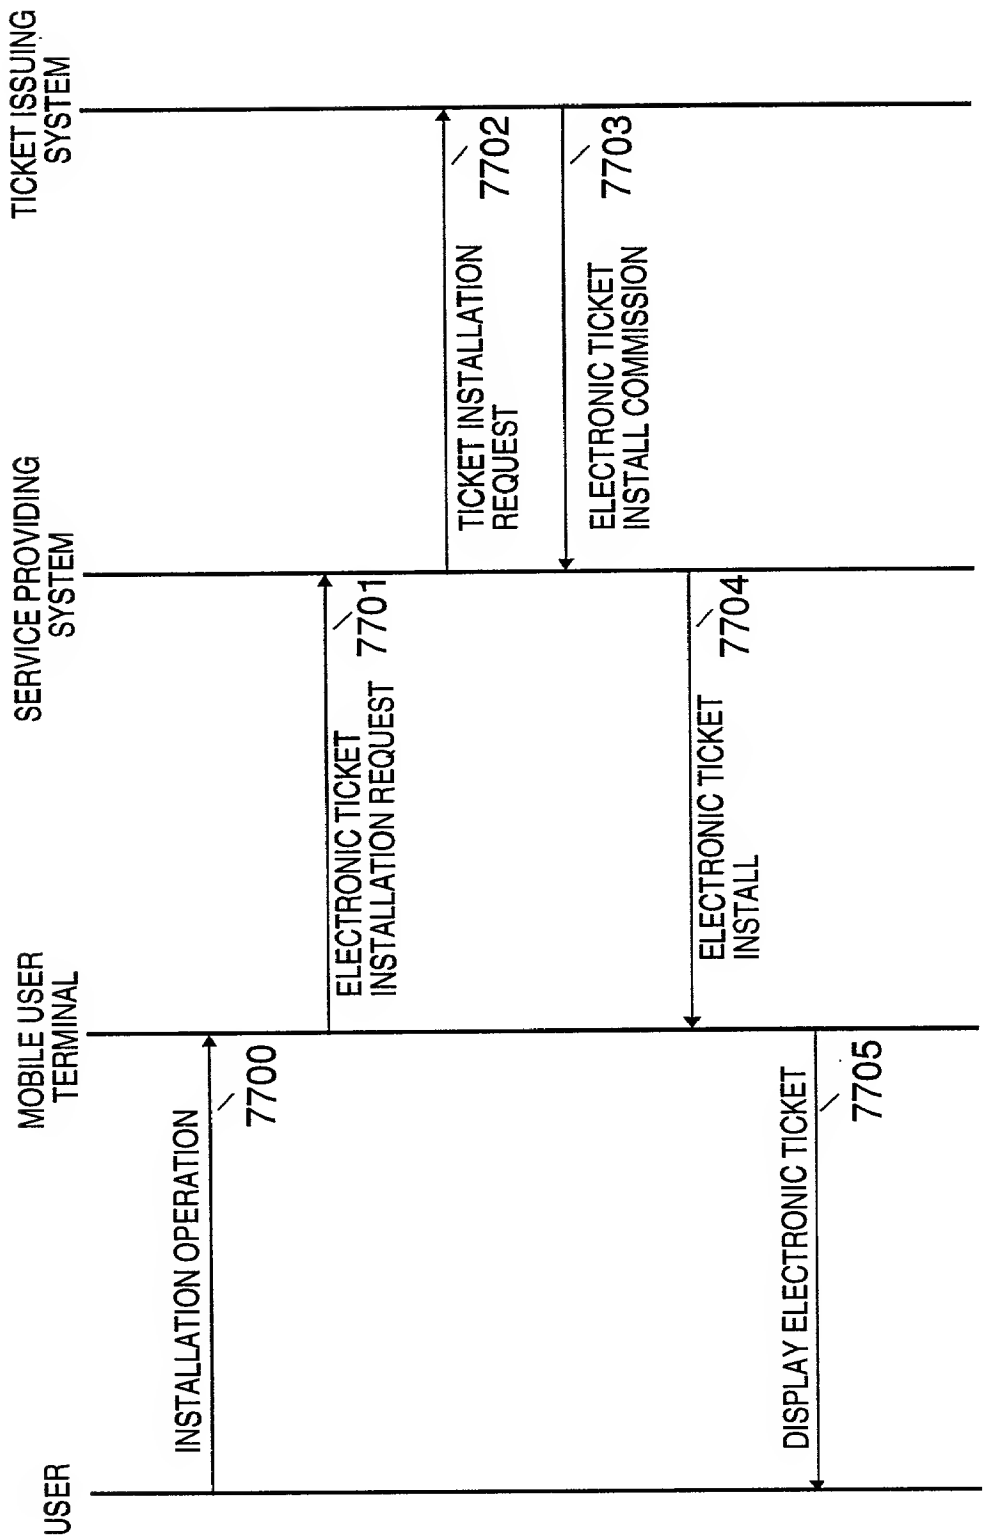 USER
MOBILE USER
TERMINAL
SERVICE PROVIDING
SYSTEM
TICKET ISSUING
SYSTEM
INSTALLATION OPERATION
7700
ELECTRONIC TICKET
INSTALLATION REQUEST
7701
TICKET INSTALLATION
REQUEST
7702
ELECTRONIC TICKET
INSTALL COMMISSION
7703
ELECTRONIC TICKET
INSTALL
7704
DISPLAY ELECTRONIC TICKET
7705